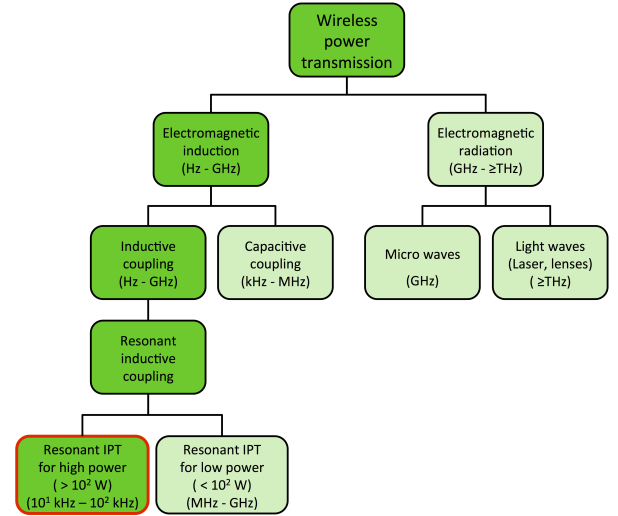 Wireless
power
transmission
Electromagnetic
induction
(Hz - GHz)
Electromagnetic
radiation
(GHz - ≥THz)
Inductive
coupling
(Hz - GHz)
Capacitive
coupling
(kHz - MHz)
Micro waves
(GHz)
Light waves
(Laser, lenses)
( ≥THz)
Resonant
inductive
coupling
Resonant IPT
for high power
( > 10² W)
(10¹ kHz – 10² kHz)
Resonant IPT
for low power
( < 10² W)
(MHz - GHz)